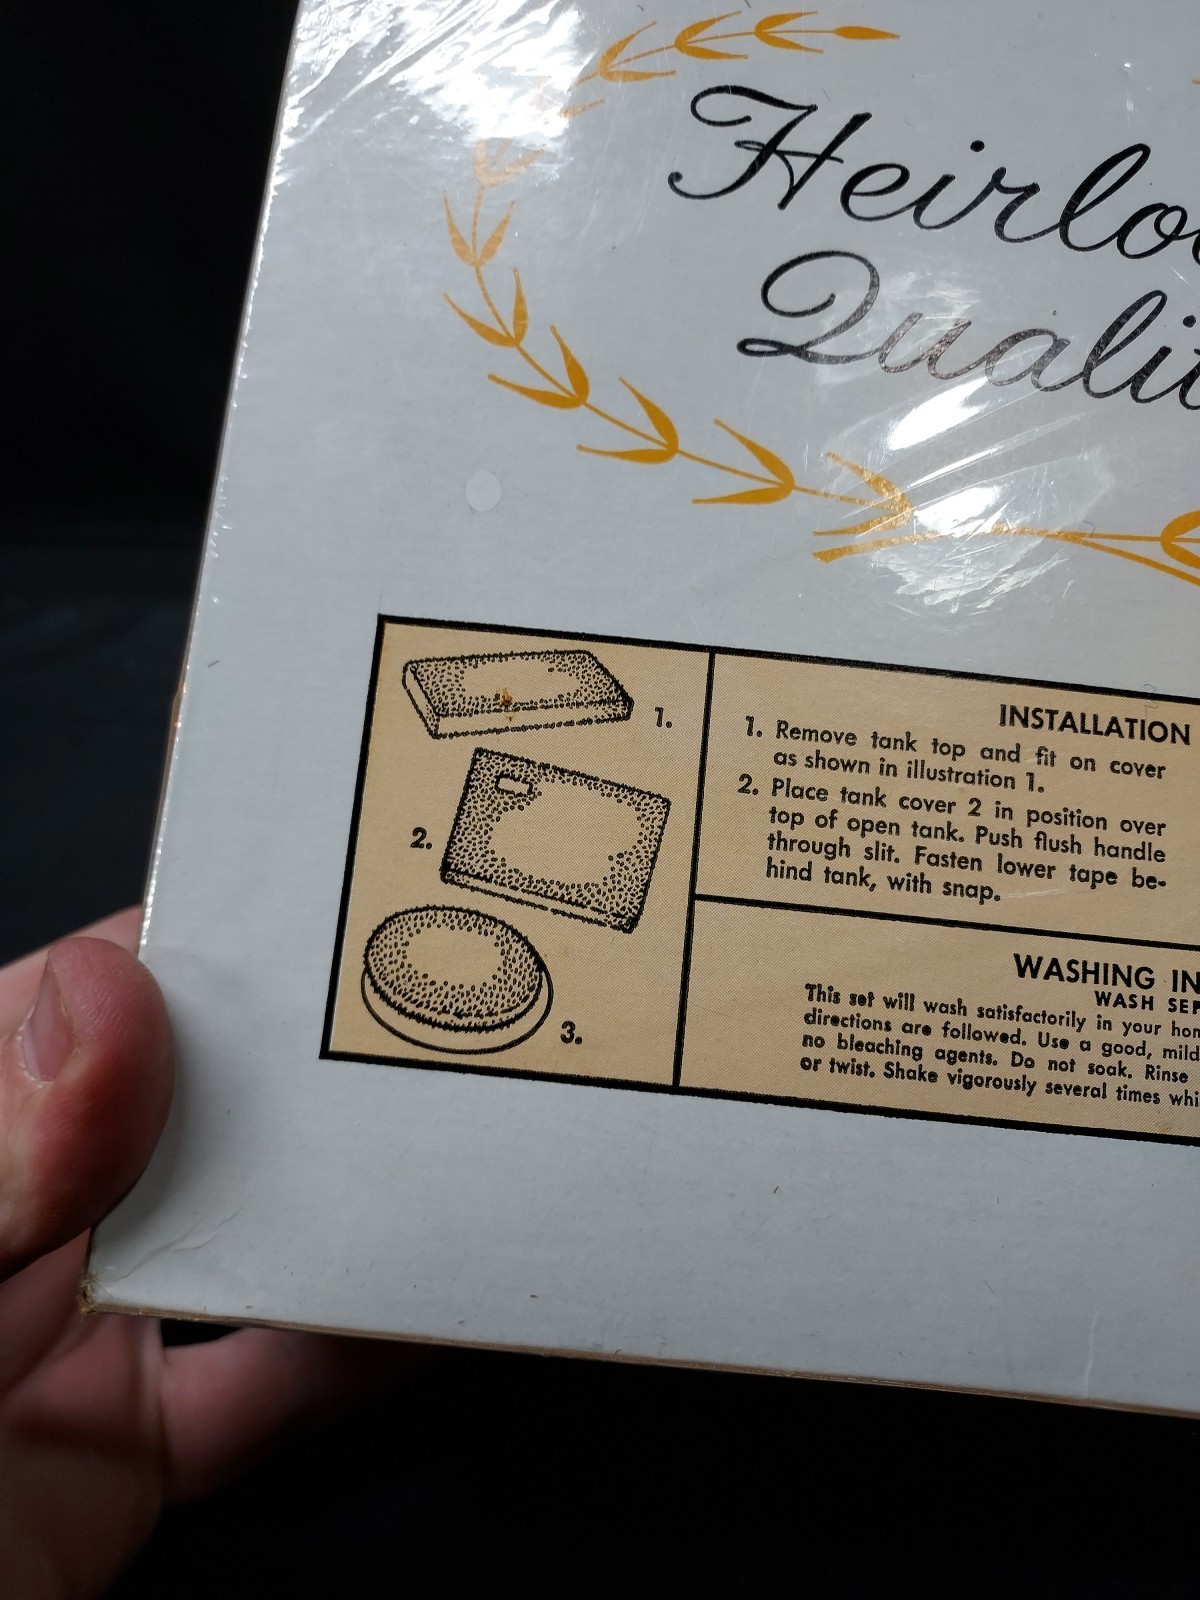 Quali
1.
2.
3.
INSTALLATION
1. Remove tank top and fit on cover
as shown in illustration 1.
2. Place tank cover 2 in position over
top of open tank. Push flush handle
through slit. Fasten lower tape be-
hind tank, with snap.
WASHING IN
WASH SEP
This set will wash satisfactorily in your hom
directions are followed. Use a good, mild
no bleaching agents. Do not soak. Rinse
or twist. Shake vigorously several times whi